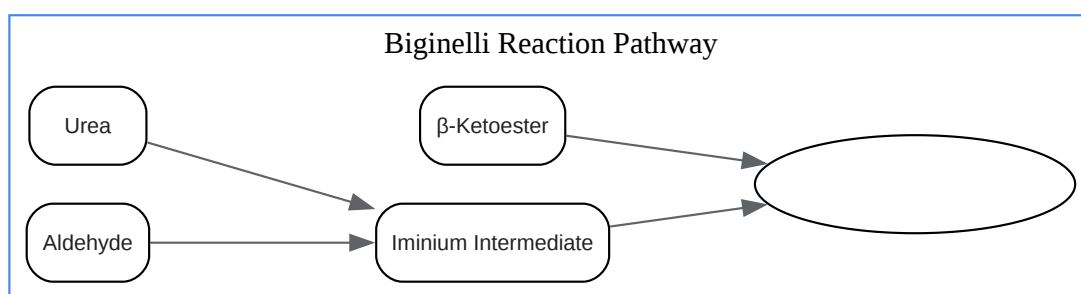 Biginelli Reaction Pathway
Urea
β-Ketoester
Aldehyde
Iminium Intermediate